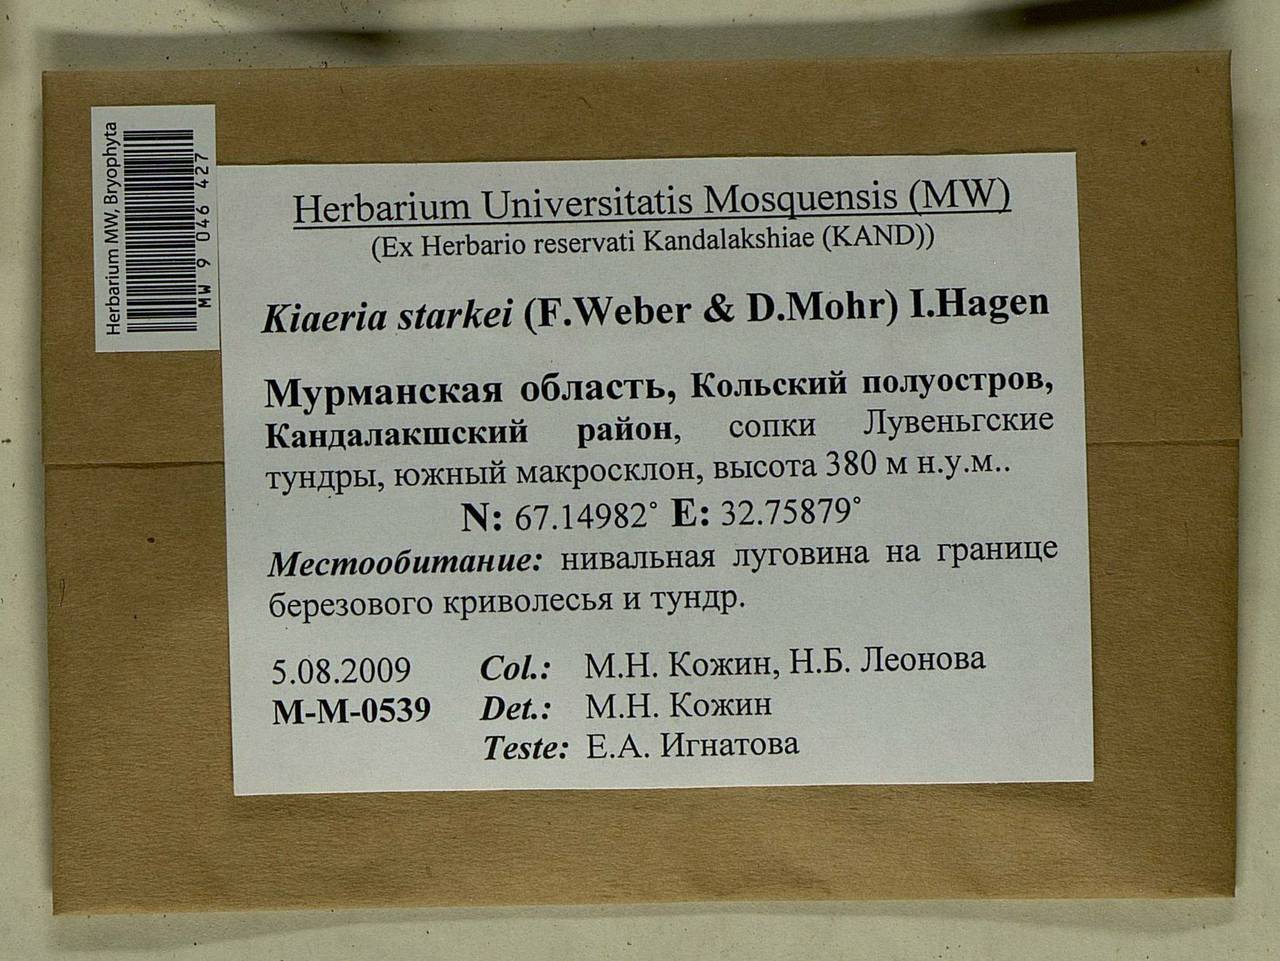 Herbarium MW, Bryophyta
MW 9 046 427
Herbarium Universitatis Mosquensis (MW)
(Ex Herbario reservati Kandalakshiae (KAND))
Kiaeria starkei (F.Weber & D.Mohr) I.Hagen
Мурманская область, Кольский полуостров,
Кандалакшский район, сопки Лувеньгские
тундры, южный макросклон, высота 380 м н.у.м..
N: 67.14982° E: 32.75879°
Местообитание: нивальная луговина на границе
березового криволесья и тундр.
5.08.2009 Col.: М.Н. Кожин, Н.Б. Леонова
M-M-0539 Det.: М.Н. Кожин
Teste: Е.А. Игнатова